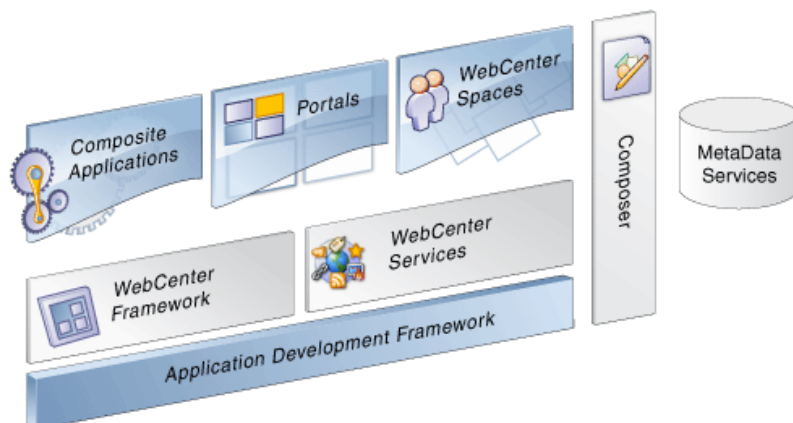 Composite
Applications
Portals
WebCenter
Spaces
Composer
MetaData
Services
WebCenter
Framework
WebCenter
Services
Application Development Framework